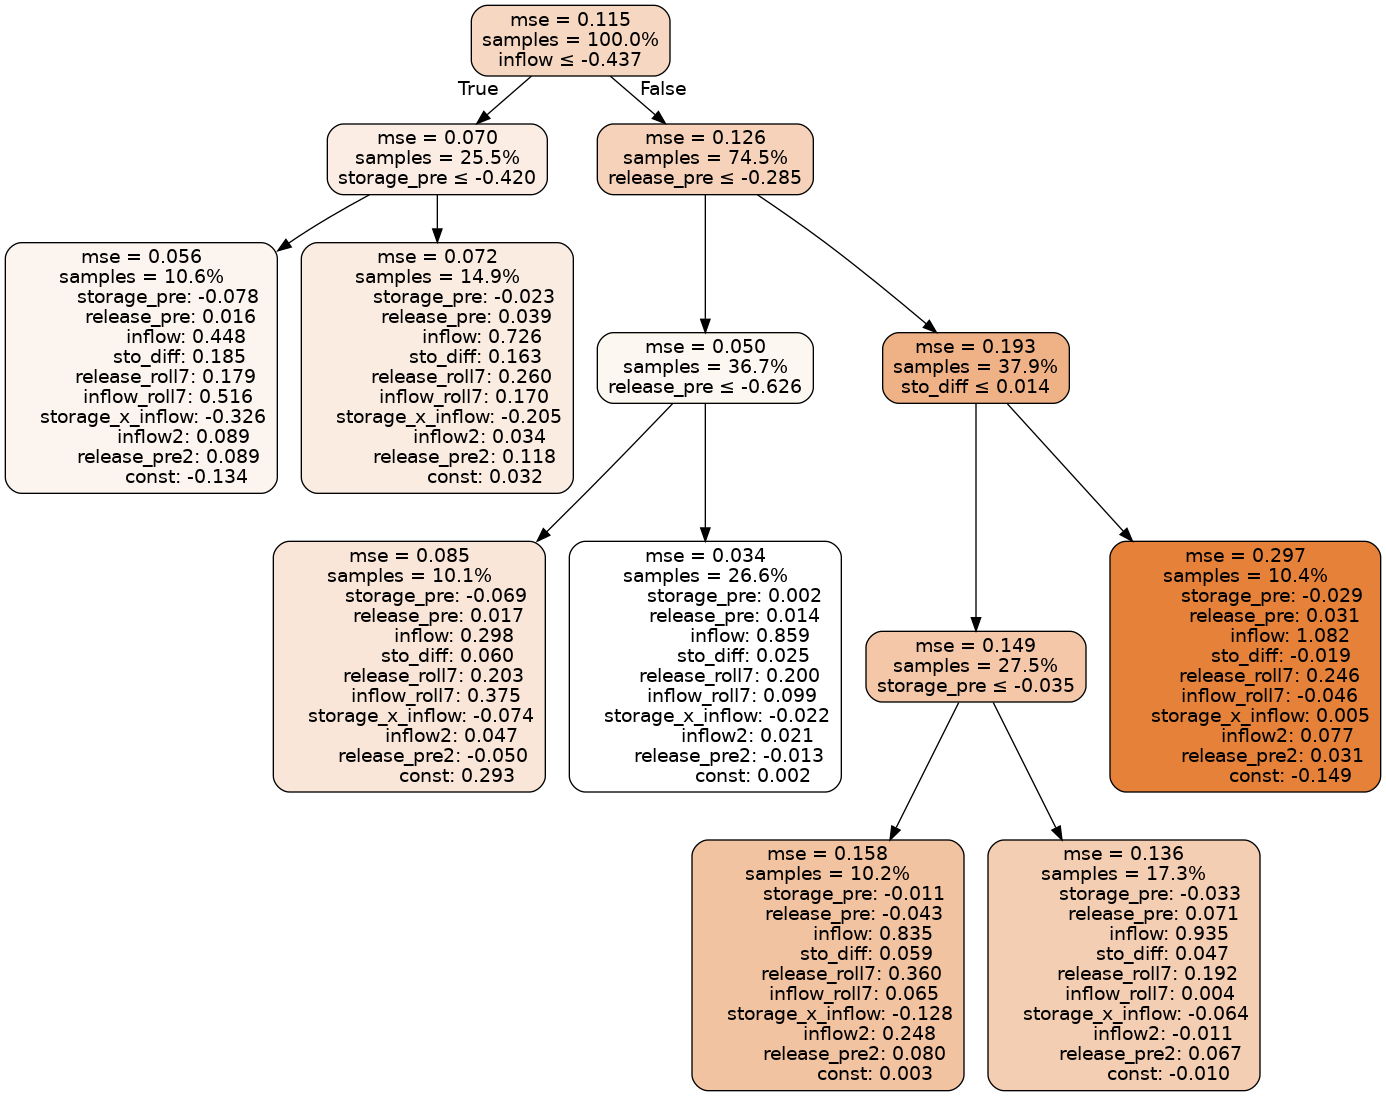 mse = 0.115
samples = 100.0%
inflow ≤ -0.437
True
False
mse = 0.070
samples = 25.5%
storage_pre ≤ -0.420
mse = 0.126
samples = 74.5%
release_pre ≤ -0.285
mse = 0.056
samples = 10.6%
storage_pre: -0.078
release_pre: 0.016
inflow: 0.448
sto_diff: 0.185
release_roll7: 0.179
inflow_roll7: 0.516
storage_x_inflow: -0.326
inflow2: 0.089
release_pre2: 0.089
const: -0.134
mse = 0.072
samples = 14.9%
storage_pre: -0.023
release_pre: 0.039
inflow: 0.726
sto_diff: 0.163
release_roll7: 0.260
inflow_roll7: 0.170
storage_x_inflow: -0.205
inflow2: 0.034
release_pre2: 0.118
const: 0.032
mse = 0.050
samples = 36.7%
release_pre ≤ -0.626
mse = 0.193
samples = 37.9%
sto_diff ≤ 0.014
mse = 0.085
samples = 10.1%
storage_pre: -0.069
release_pre: 0.017
inflow: 0.298
sto_diff: 0.060
release_roll7: 0.203
inflow_roll7: 0.375
storage_x_inflow: -0.074
inflow2: 0.047
release_pre2: -0.050
const: 0.293
mse = 0.034
samples = 26.6%
storage_pre: 0.002
release_pre: 0.014
inflow: 0.859
sto_diff: 0.025
release_roll7: 0.200
inflow_roll7: 0.099
storage_x_inflow: -0.022
inflow2: 0.021
release_pre2: -0.013
const: 0.002
mse = 0.149
samples = 27.5%
storage_pre ≤ -0.035
mse = 0.297
samples = 10.4%
storage_pre: -0.029
release_pre: 0.031
inflow: 1.082
sto_diff: -0.019
release_roll7: 0.246
inflow_roll7: -0.046
storage_x_inflow: 0.005
inflow2: 0.077
release_pre2: 0.031
const: -0.149
mse = 0.158
samples = 10.2%
storage_pre: -0.011
release_pre: -0.043
inflow: 0.835
sto_diff: 0.059
release_roll7: 0.360
inflow_roll7: 0.065
storage_x_inflow: -0.128
inflow2: 0.248
release_pre2: 0.080
const: 0.003
mse = 0.136
samples = 17.3%
storage_pre: -0.033
release_pre: 0.071
inflow: 0.935
sto_diff: 0.047
release_roll7: 0.192
inflow_roll7: 0.004
storage_x_inflow: -0.064
inflow2: -0.011
release_pre2: 0.067
const: -0.010